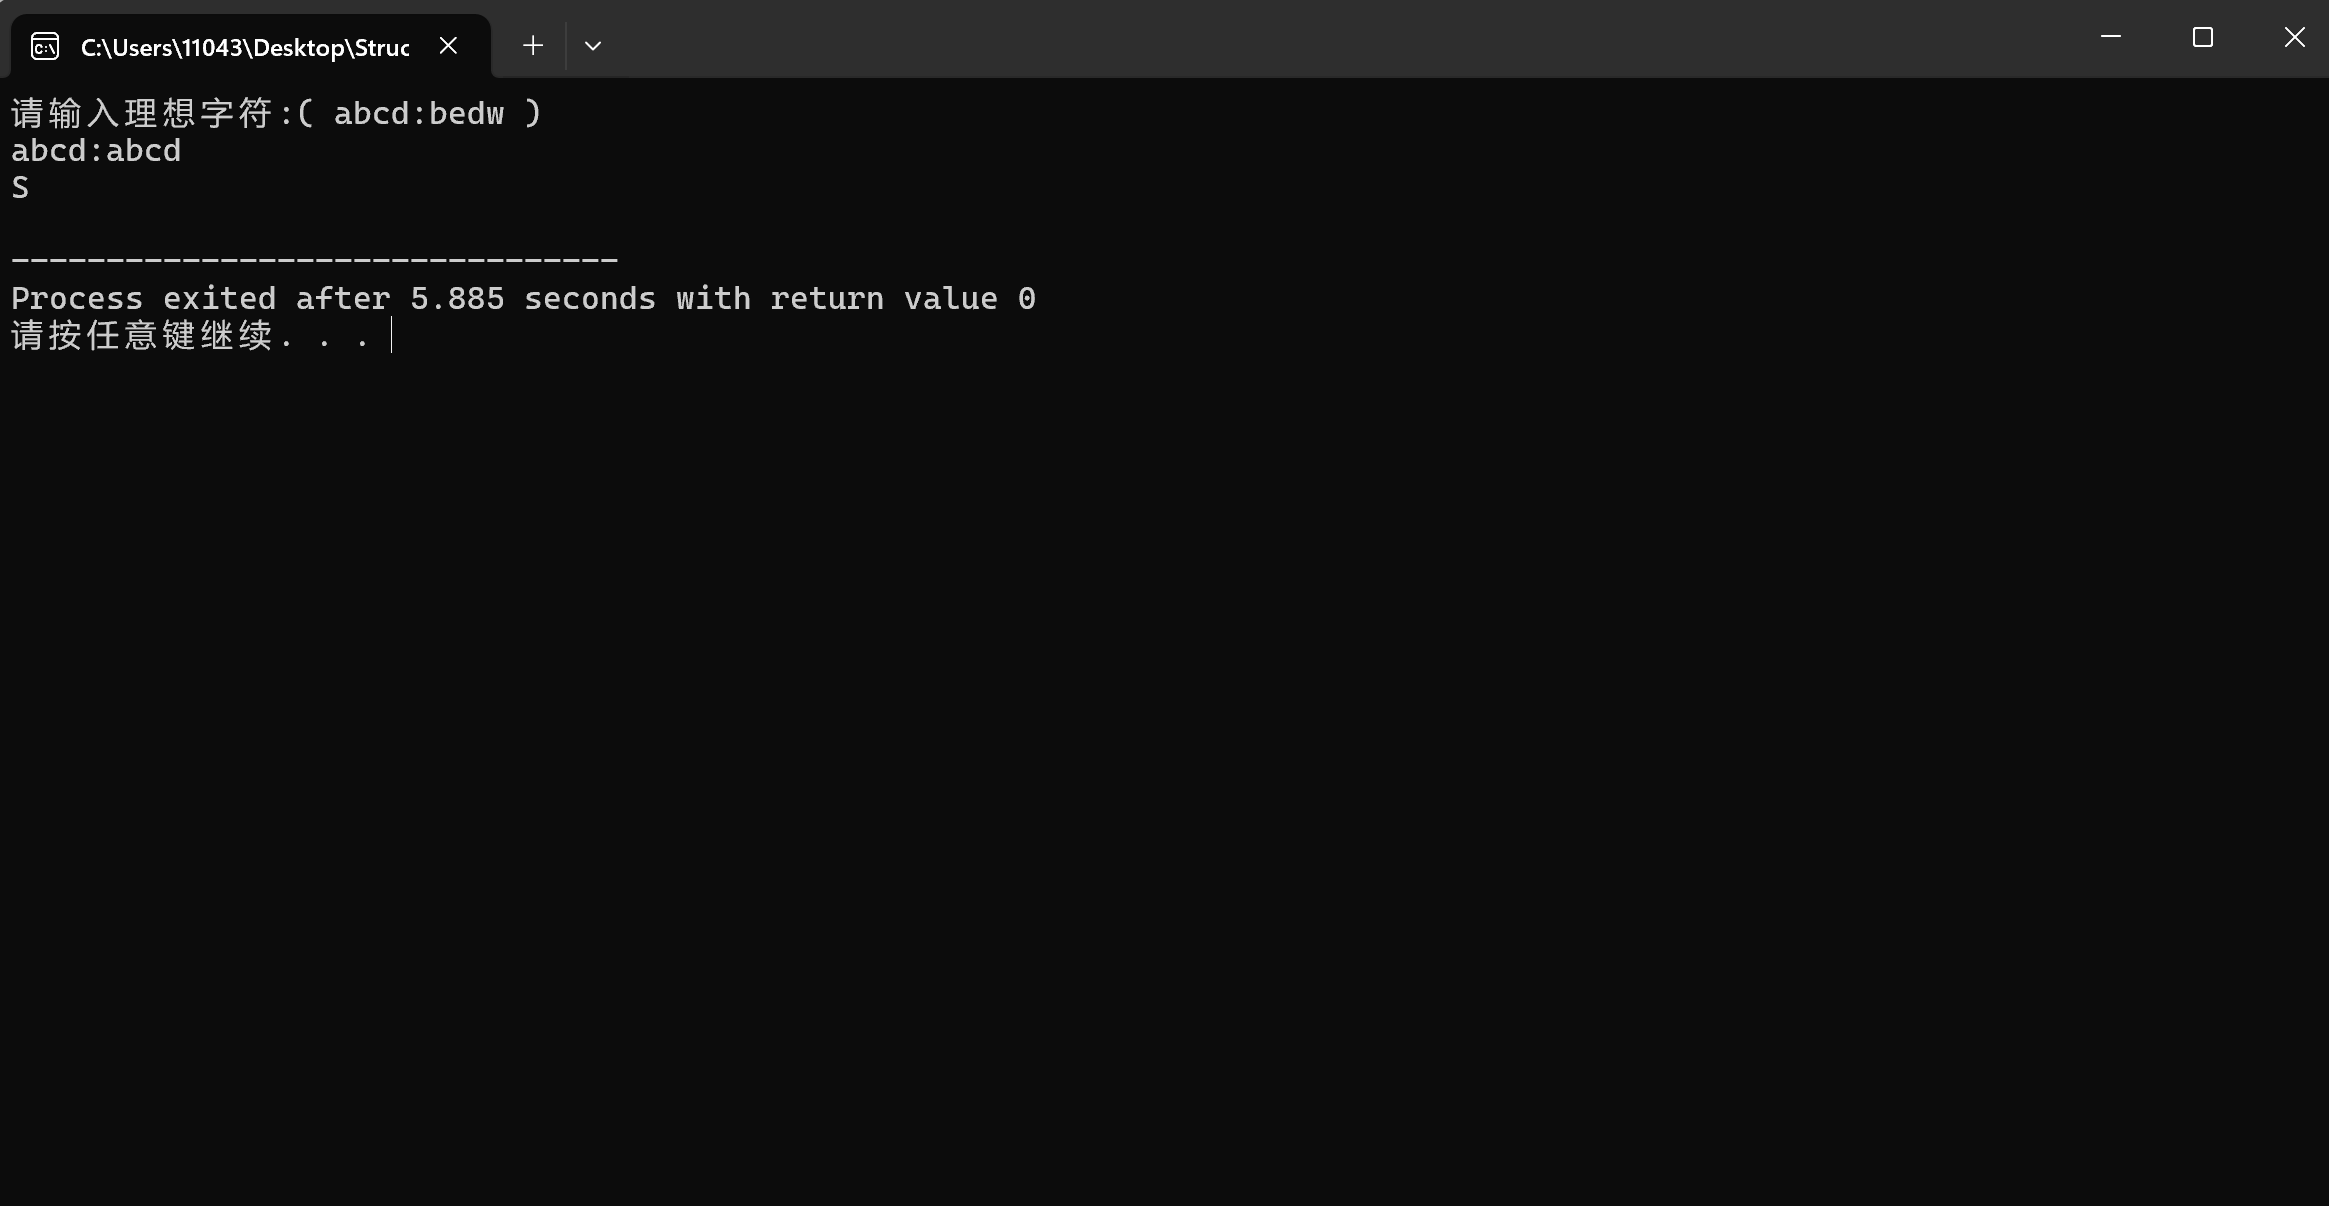 C:\Users\11043\Desktop\Struc
请输入理想字符:( abcd:bedw )
abcd:abcd
S
--------------------------------
Process exited after 5.885 seconds with return value 0
请按任意键继续. . .